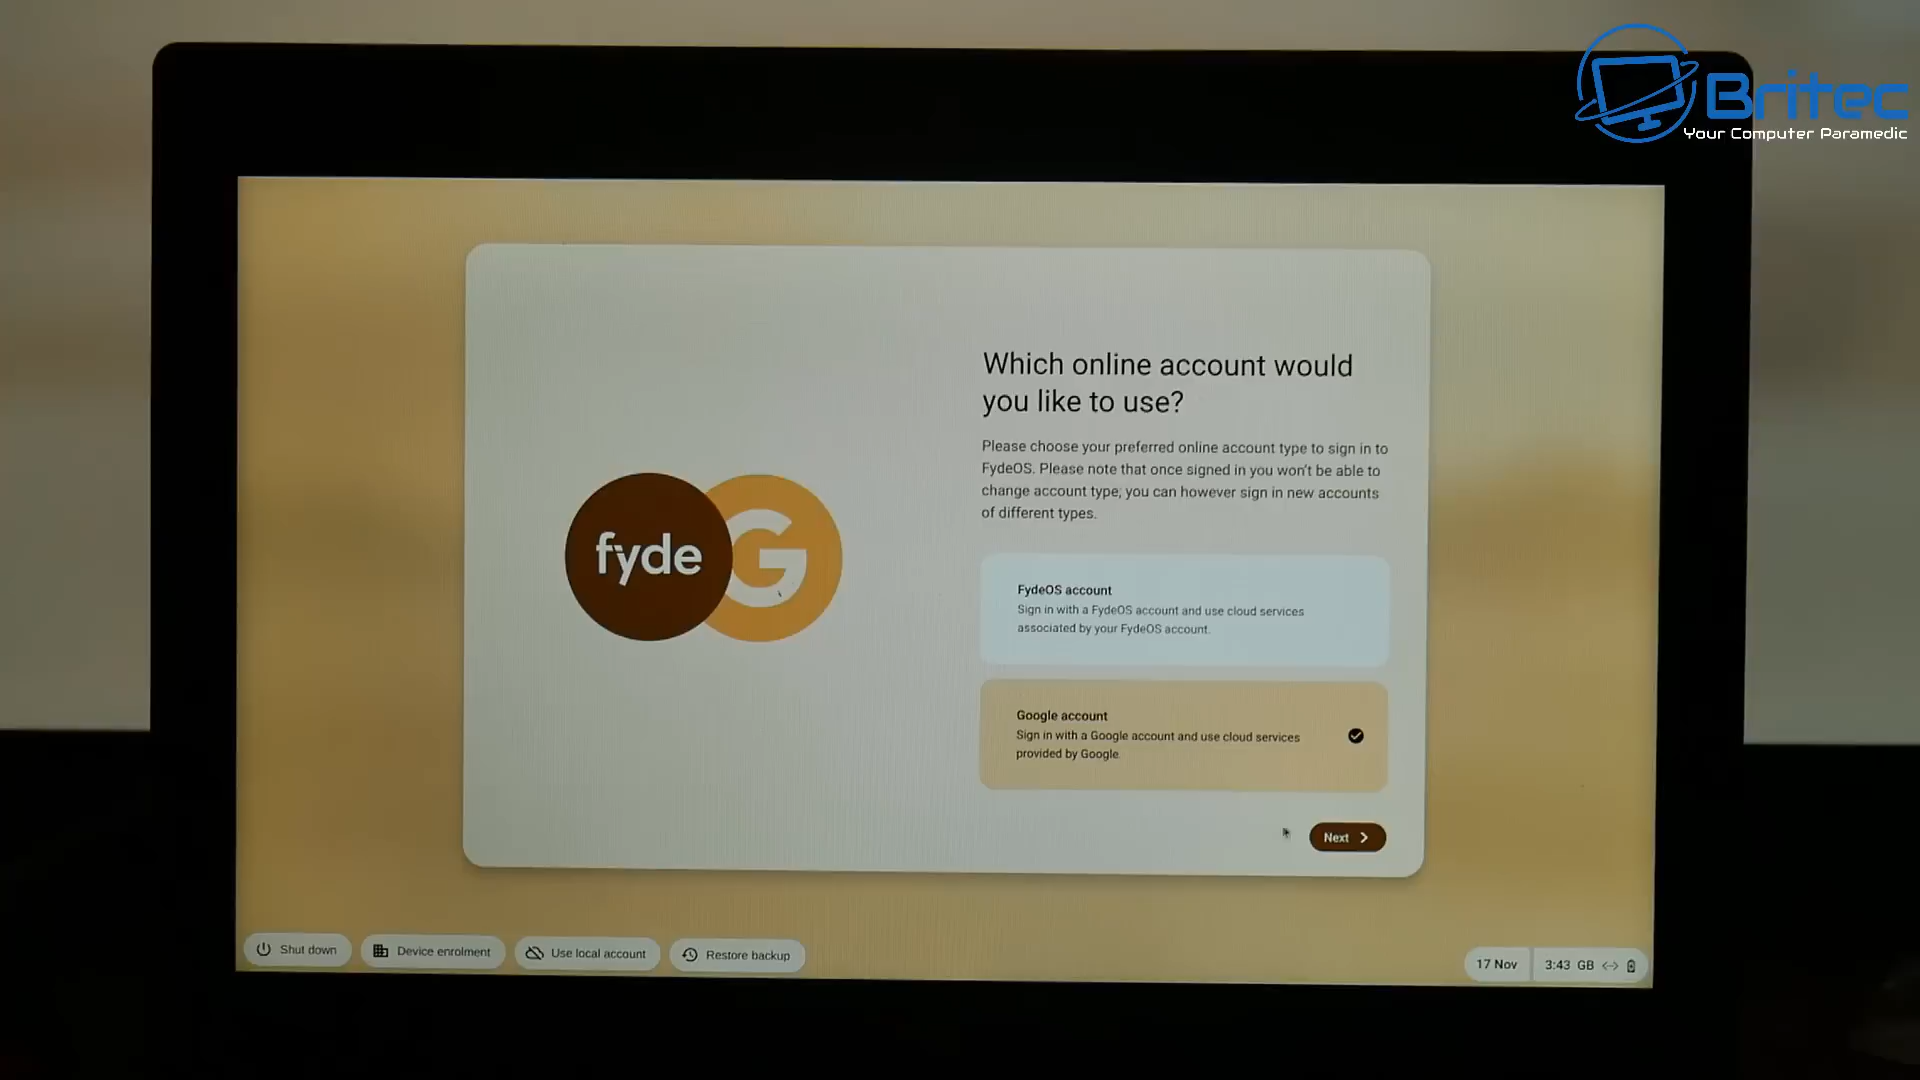 Britec
Your Computer Paramedic
Which online account would
you like to use?
Please choose your preferred online account type to sign in to
FydeOS. Please note that once signed in you won't be able to
change account type, you can however sign in new accounts
of different types.
fyde G
FydeOS account
Sign in with a FydeOS account and use cloud services
associated by your FydeOS account.
Google account
Sign in with a Google account and use cloud services
provided by Google.
Next
Shut down
Device enrolment
Use local account
Restore backup
17 Nov
3:43 GB